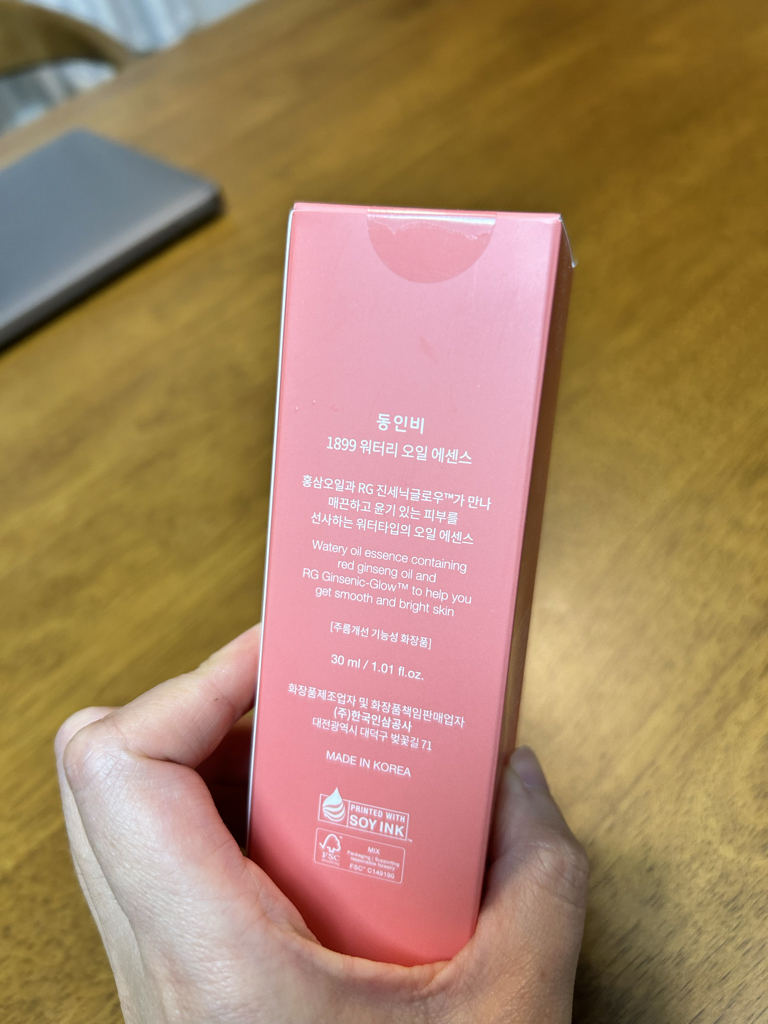 동인비
1899 워터리 오일 에센스
홍삼오일과 RG 진세닉글로우™가 만나
매끈하고 윤기 있는 피부를
선사하는 워터타입의 오일 에센스
Watery oil essence containing
red ginseng oil and
RG Ginsenic-Glow™ to help you
get smooth and bright skin
[주름개선 기능성 화장품]
30 ml / 1.01 fl.oz.
화장품제조업자 및 화장품책임판매업자
(주)한국인삼공사
대전광역시 대덕구 벚꽃길 71
MADE IN KOREA
PRINTED WITH
SOY INK™
FSC
MIX
Packaging | Supporting
responsible forestry
FSC® C149190